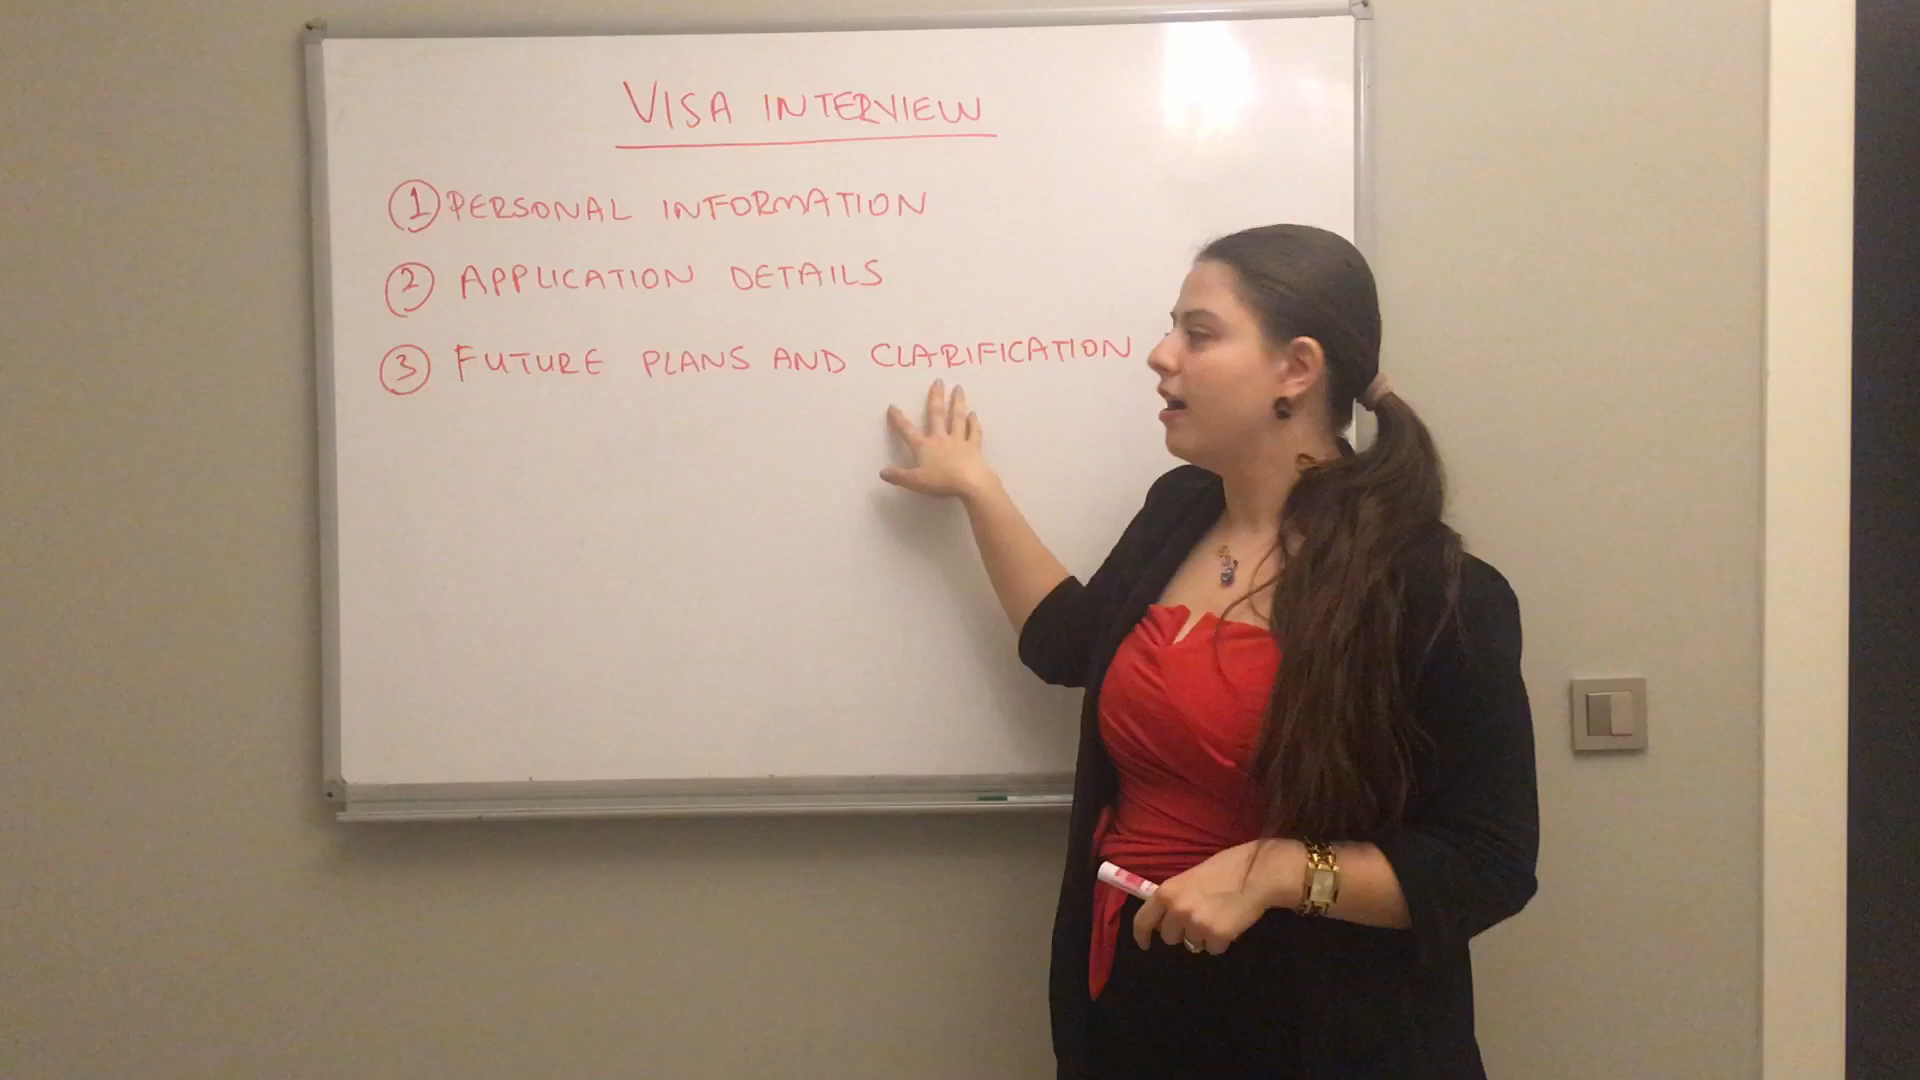 VISA INTERVIEW
① PERSONAL INFORMATION
② APPLICATION DETAILS
③ FUTURE PLANS AND CLARIFICATION